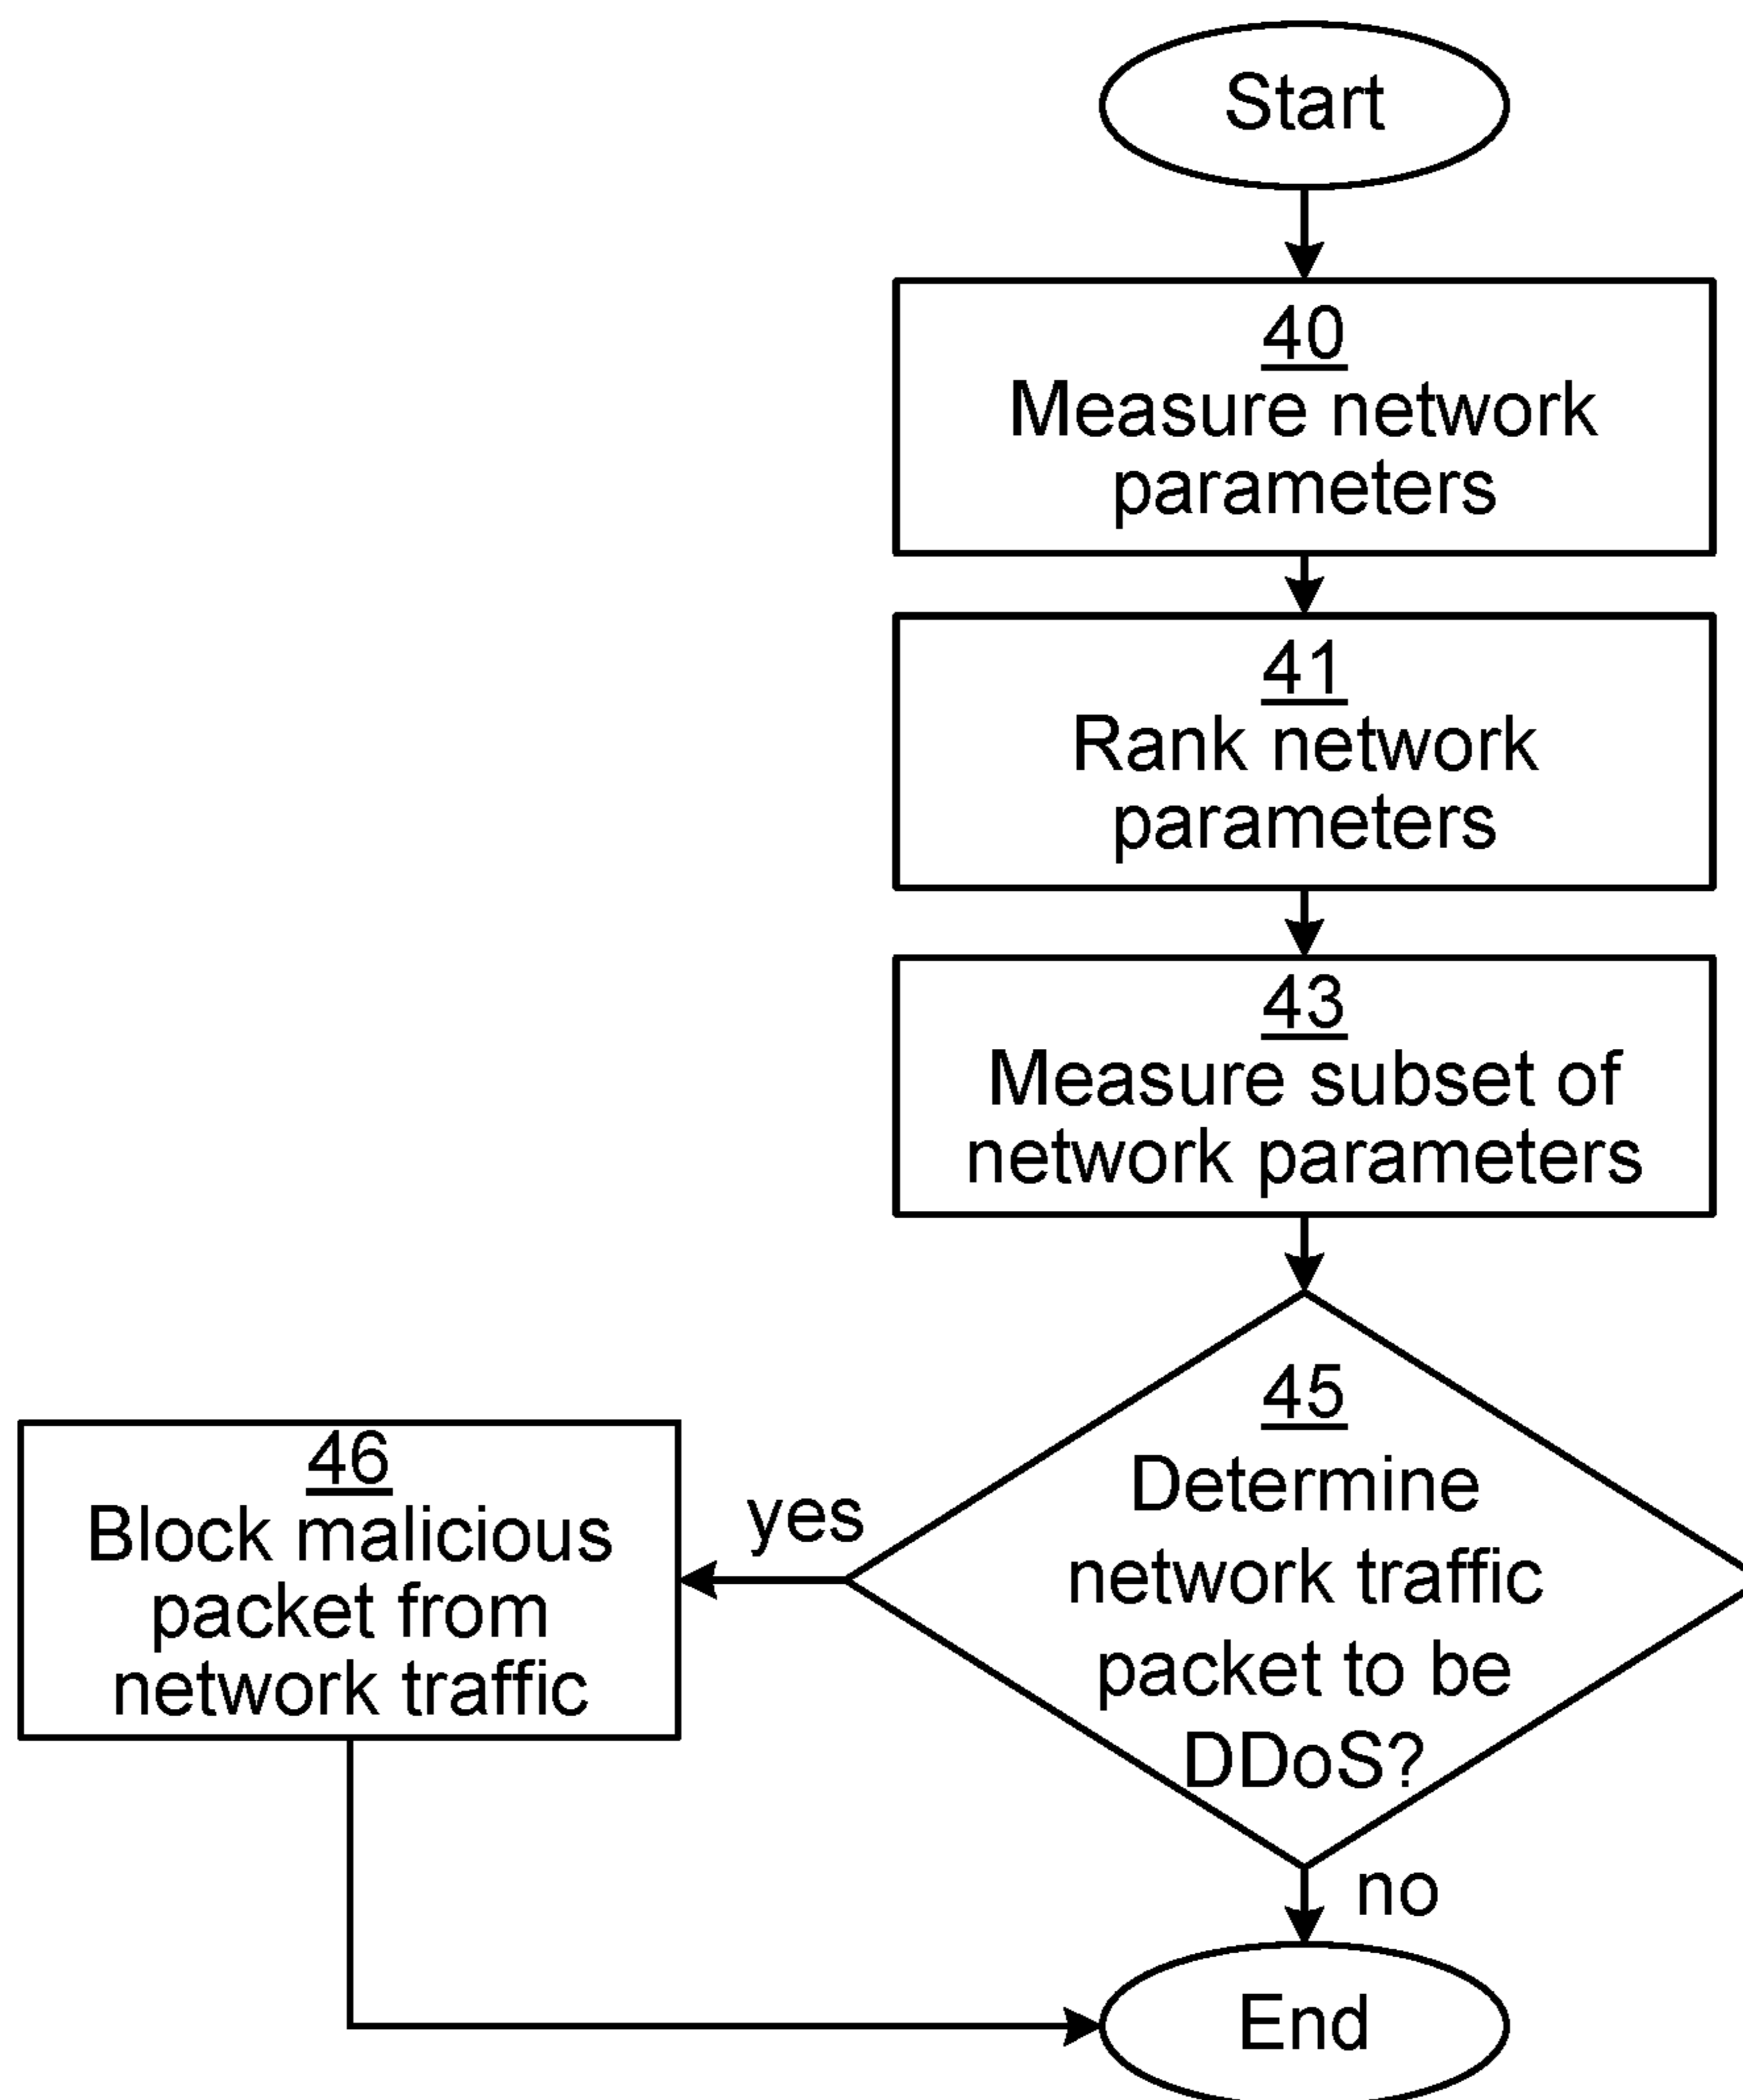 Start
40
Measure network
parameters
41
Rank network
parameters
43
Measure subset of
network parameters
45
Determine
network traffic
packet to be
DDoS?
yes
46
Block malicious
packet from
network traffic
no
End